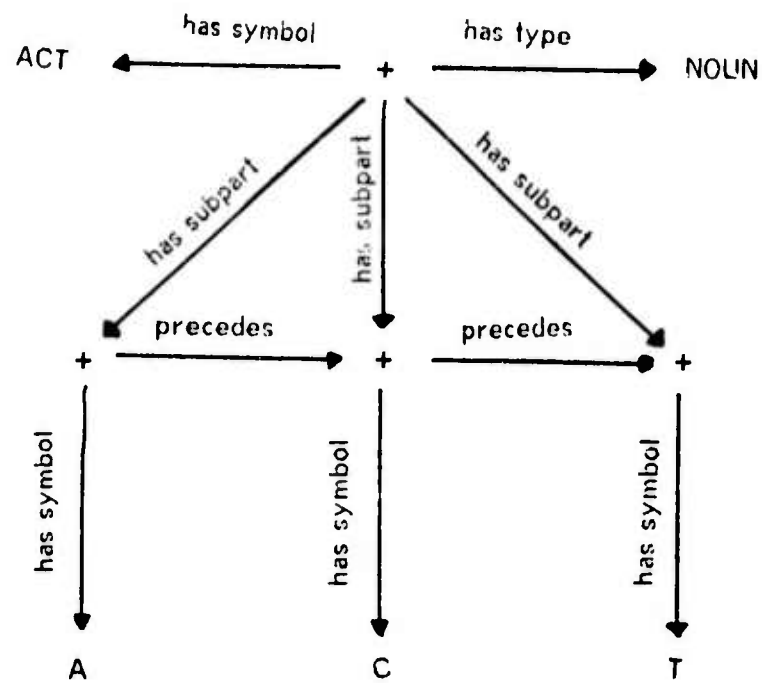 has symbol has type
ACT + NOUN
has subpart has subpart has subpart
precedes precedes
+ + +
has symbol has symbol has symbol
A C T